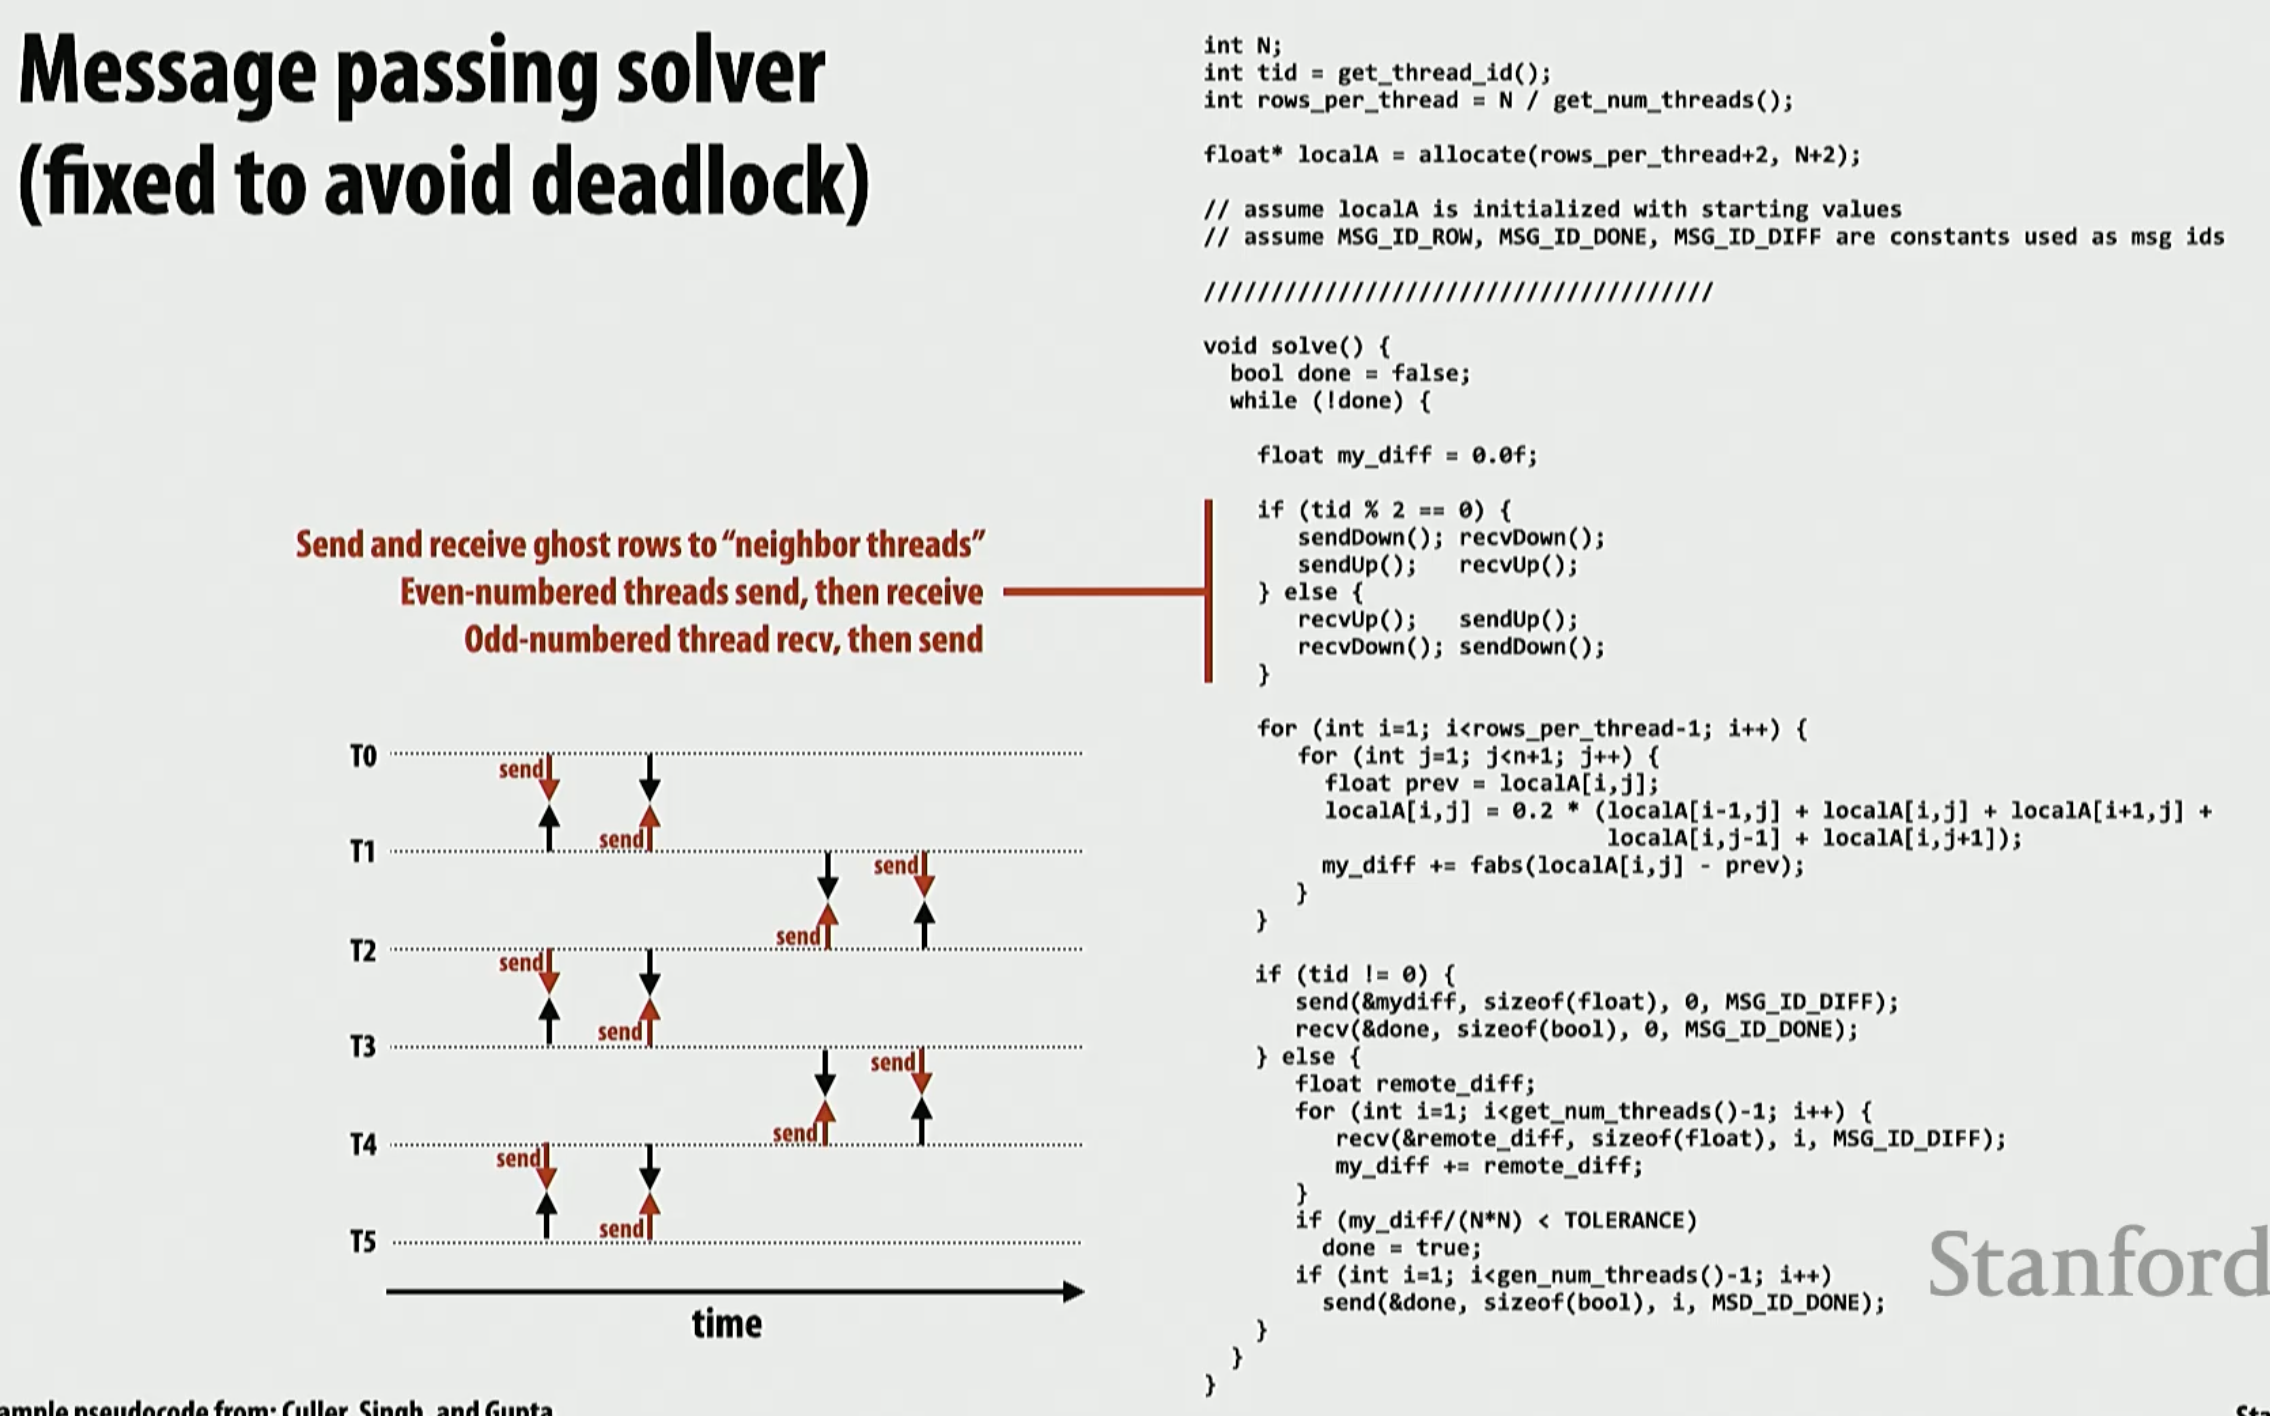 Message passing solver
(fixed to avoid deadlock)
Send and receive ghost rows to “neighbor threads”
Even-numbered threads send, then receive
Odd-numbered thread recv, then send
T0
send
send
T1
send
send
T2
send
send
T3
send
send
T4
send
send
T5
time
int N;
int tid = get_thread_id();
int rows_per_thread = N / get_num_threads();
float* localA = allocate(rows_per_thread+2, N+2);
// assume localA is initialized with starting values
// assume MSG_ID_ROW, MSG_ID_DONE, MSG_ID_DIFF are constants used as msg ids
//////////////////////////////////////
void solve() {
bool done = false;
while (!done) {
float my_diff = 0.0f;
if (tid % 2 == 0) {
sendDown(); recvDown();
sendUp();   recvUp();
} else {
recvUp();   sendUp();
recvDown(); sendDown();
}
for (int i=1; i<rows_per_thread-1; i++) {
for (int j=1; j<n+1; j++) {
float prev = localA[i,j];
localA[i,j] = 0.2 * (localA[i-1,j] + localA[i,j] + localA[i+1,j] +
localA[i,j-1] + localA[i,j+1]);
my_diff += fabs(localA[i,j] - prev);
}
}
if (tid != 0) {
send(&mydiff, sizeof(float), 0, MSG_ID_DIFF);
recv(&done, sizeof(bool), 0, MSG_ID_DONE);
} else {
float remote_diff;
for (int i=1; i<get_num_threads()-1; i++) {
recv(&remote_diff, sizeof(float), i, MSG_ID_DIFF);
my_diff += remote_diff;
}
if (my_diff/(N*N) < TOLERANCE)
done = true;
if (int i=1; i<gen_num_threads()-1; i++)
send(&done, sizeof(bool), i, MSD_ID_DONE);
}
}
}
Stanford
ample pseudocode from: Culler, Singh, and Gupta